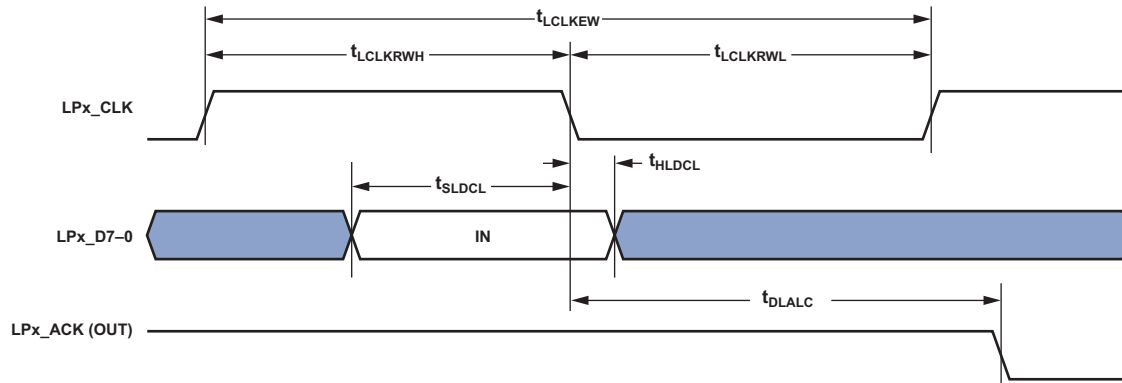 tLCLKEW
tLCLKRWH
tLCLKRWL
LPx_CLK
tHLDCL
tSLDCL
LPx_D7–0
IN
tDLALC
LPx_ACK (OUT)